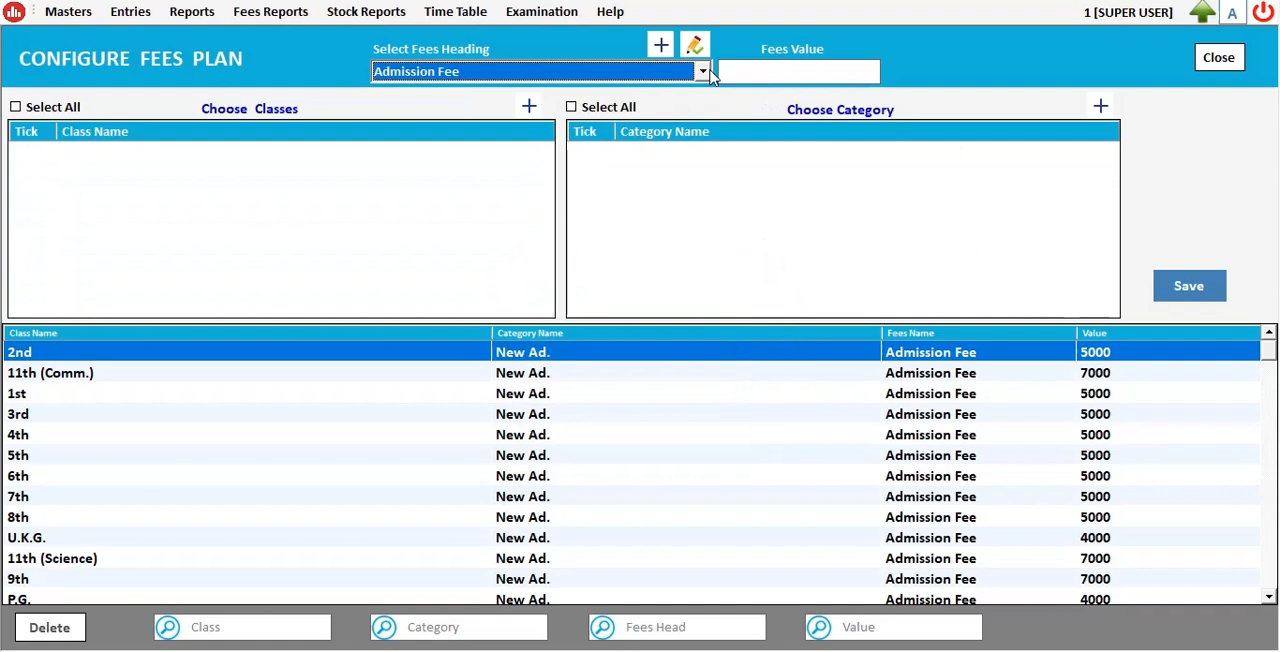 Masters Entries Reports Fees Reports Stock Reports Time Table Examination Help 1 [SUPER USER] A
CONFIGURE FEES PLAN Select Fees Heading Fees Value Close
Admission Fee
Select All Choose Classes Select All Choose Category
Tick Class Name Tick Category Name
Save
Class Name Category Name Fees Name Value
2nd New Ad. Admission Fee 5000
11th (Comm.) New Ad. Admission Fee 7000
1st New Ad. Admission Fee 5000
3rd New Ad. Admission Fee 5000
4th New Ad. Admission Fee 5000
5th New Ad. Admission Fee 5000
6th New Ad. Admission Fee 5000
7th New Ad. Admission Fee 5000
8th New Ad. Admission Fee 5000
U.K.G. New Ad. Admission Fee 4000
11th (Science) New Ad. Admission Fee 7000
9th New Ad. Admission Fee 7000
P.G. New Ad. Admission Fee 4000
Delete Class Category Fees Head Value